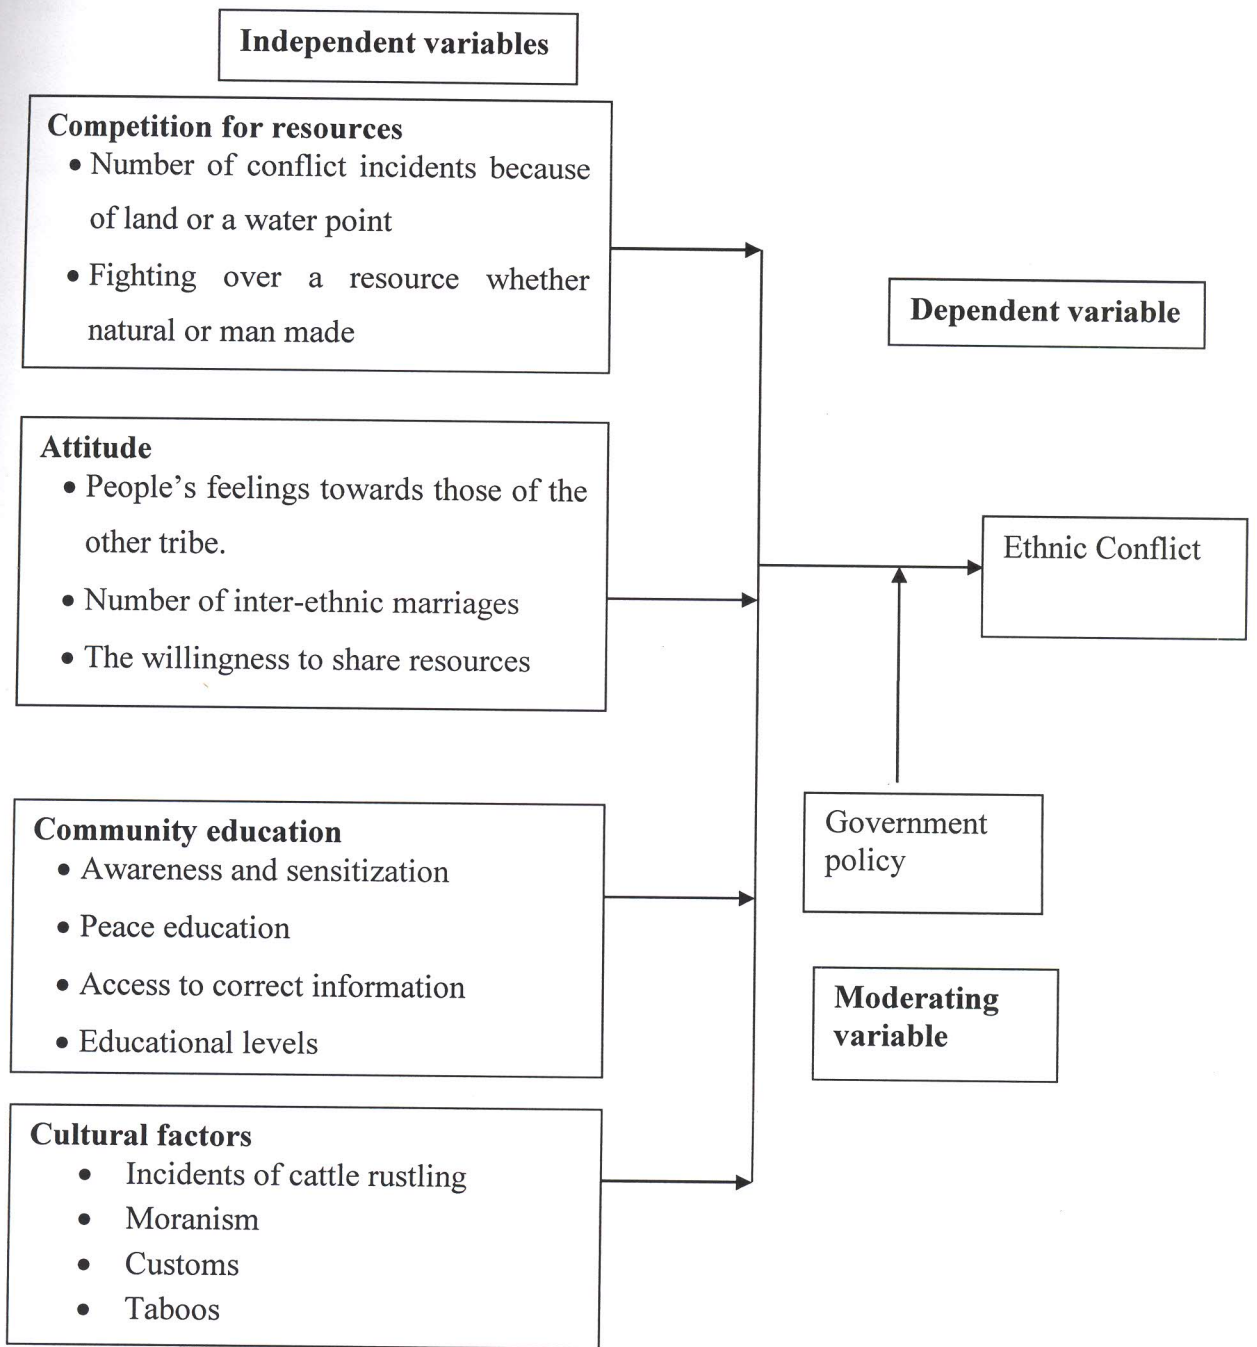 Independent variables
Competition for resources
• Number of conflict incidents because
of land or a water point
• Fighting over a resource whether
natural or man made
Dependent variable
Attitude
• People’s feelings towards those of the
other tribe.
• Number of inter-ethnic marriages
• The willingness to share resources
Ethnic Conflict
Community education
• Awareness and sensitization
• Peace education
• Access to correct information
• Educational levels
Government
policy
Moderating
variable
Cultural factors
• Incidents of cattle rustling
• Moranism
• Customs
• Taboos